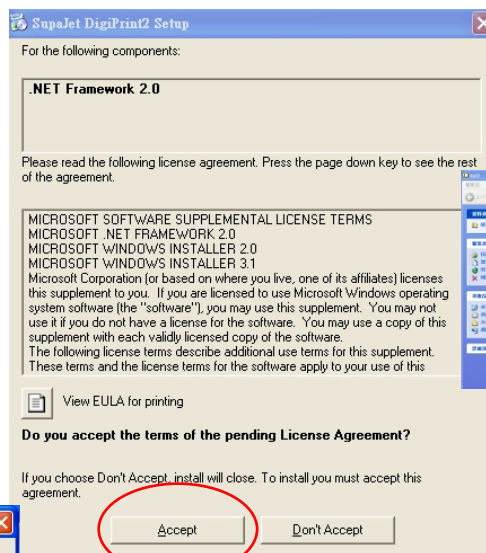 SupaJet DigiPrint2 Setup
For the following components:
.NET Framework 2.0
Please read the following license agreement. Press the page down key to see the rest
of the agreement.
MICROSOFT SOFTWARE SUPPLEMENTAL LICENSE TERMS
MICROSOFT .NET FRAMEWORK 2.0
MICROSOFT WINDOWS INSTALLER 2.0
MICROSOFT WINDOWS INSTALLER 3.1
Microsoft Corporation (or based on where you live, one of its affiliates) licenses
this supplement to you. If you are licensed to use Microsoft Windows operating
system software (the "software"), you may use this supplement. You may not
use it if you do not have a license for the software. You may use a copy of this
supplement with each validly licensed copy of the software.
The following license terms describe additional use terms for this supplement.
These terms and the license terms for the software apply to your use of this
View EULA for printing
Do you accept the terms of the pending License Agreement?
If you choose Don't Accept, install will close. To install you must accept this
agreement.
Accept
Don't Accept